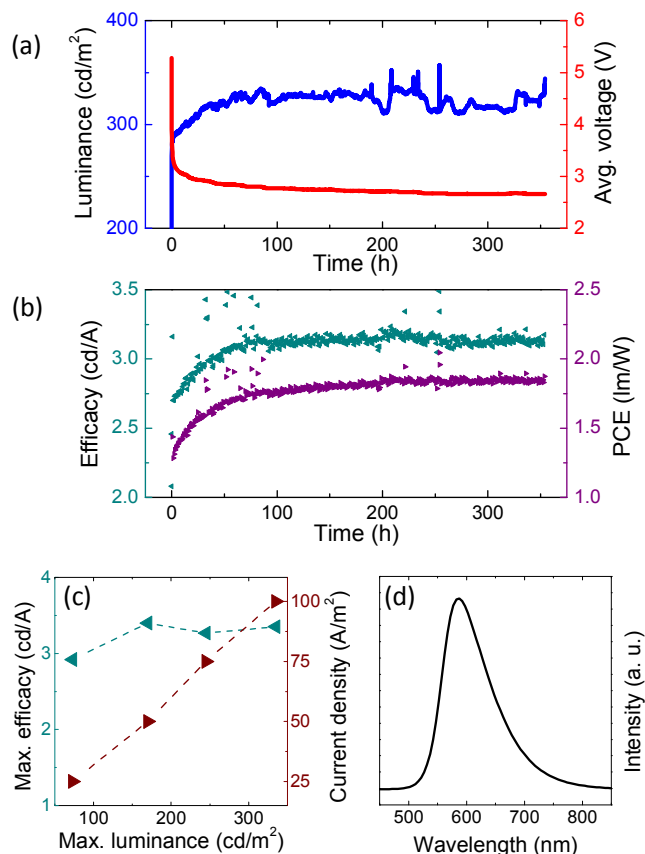 (a)
400
300
200
Luminance (cd/m²)
6
5
4
3
2
Avg. voltage (V)
0 100 200 300
Time (h)
(b)
3.5
3.0
2.5
2.0
Efficacy (cd/A)
2.5
2.0
1.5
1.0
PCE (lm/W)
0 100 200 300
Time (h)
(c)
4
3
2
1
Max. efficacy (cd/A)
100
75
50
25
Current density (A/m²)
100 200 300
Max. luminance (cd/m²)
(d)
Intensity (a. u.)
500 600 700 800
Wavelength (nm)